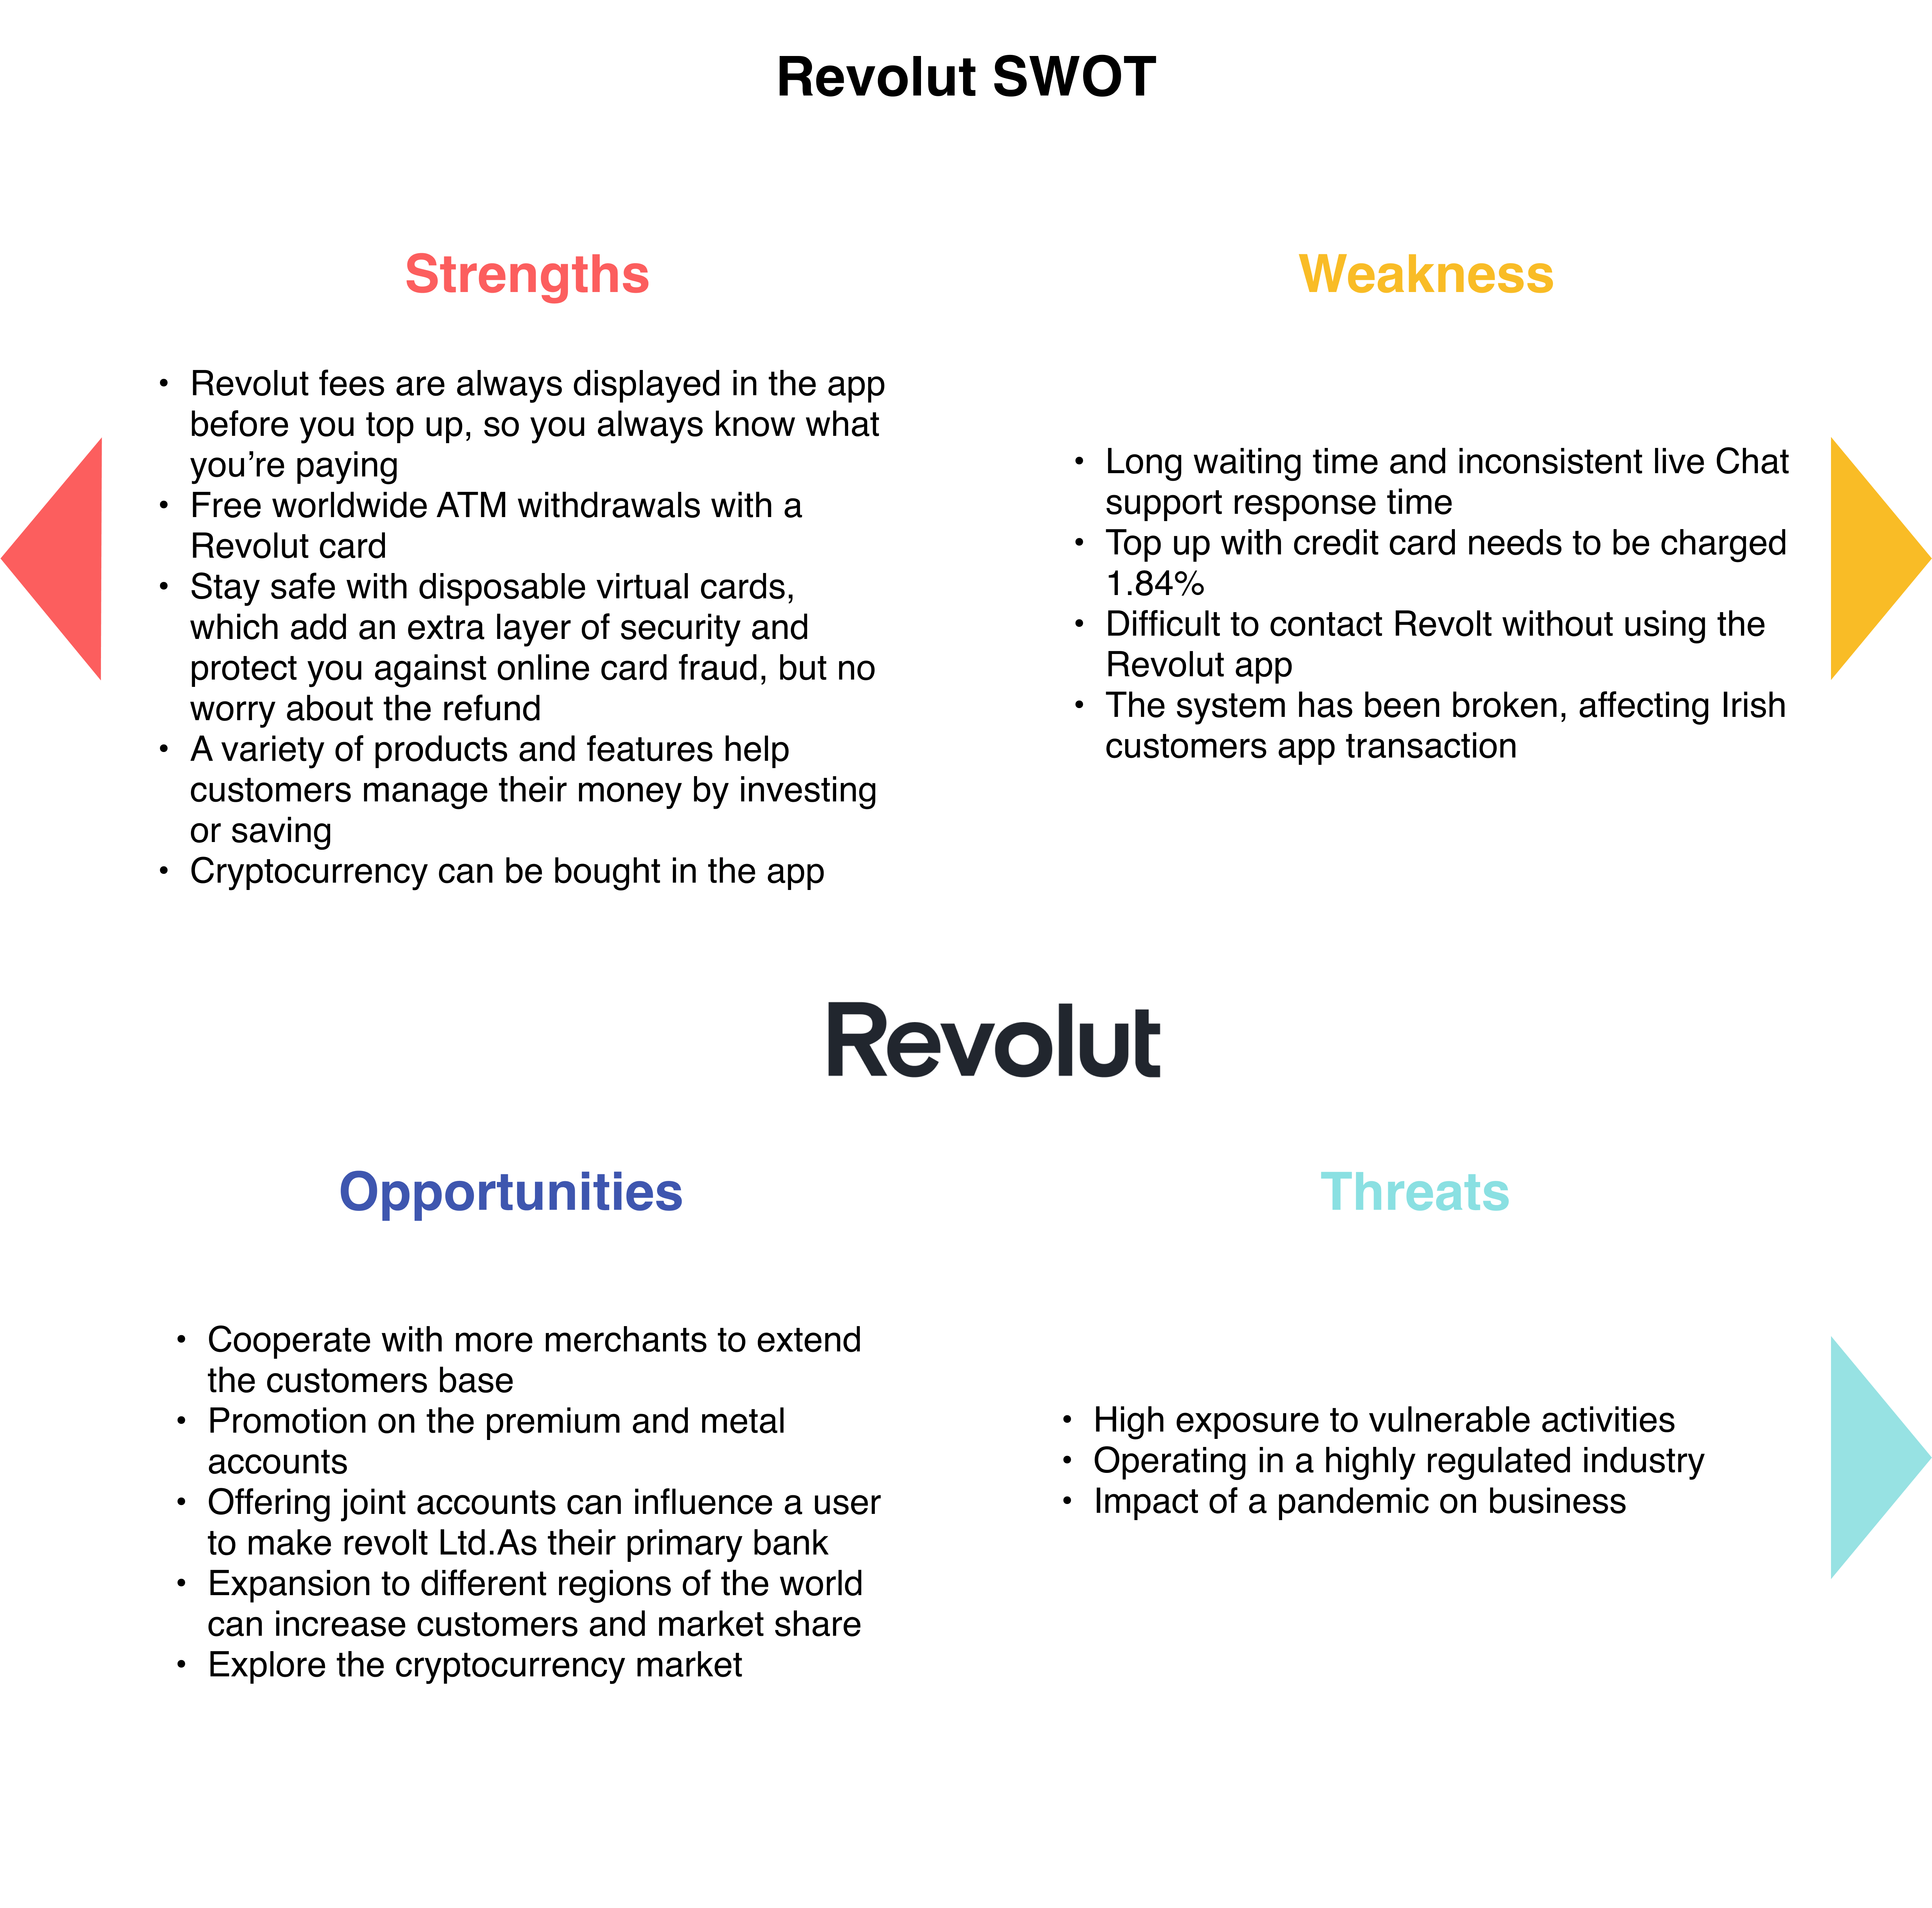 Revolut SWOT
Strengths
• Revolut fees are always displayed in the app
before you top up, so you always know what
you’re paying
• Free worldwide ATM withdrawals with a
Revolut card
• Stay safe with disposable virtual cards,
which add an extra layer of security and
protect you against online card fraud, but no
worry about the refund
• A variety of products and features help
customers manage their money by investing
or saving
• Cryptocurrency can be bought in the app
Weakness
• Long waiting time and inconsistent live Chat
support response time
• Top up with credit card needs to be charged
1.84%
• Difficult to contact Revolt without using the
Revolut app
• The system has been broken, affecting Irish
customers app transaction
Revolut
Opportunities
• Cooperate with more merchants to extend
the customers base
• Promotion on the premium and metal
accounts
• Offering joint accounts can influence a user
to make revolt Ltd.As their primary bank
• Expansion to different regions of the world
can increase customers and market share
• Explore the cryptocurrency market
Threats
• High exposure to vulnerable activities
• Operating in a highly regulated industry
• Impact of a pandemic on business